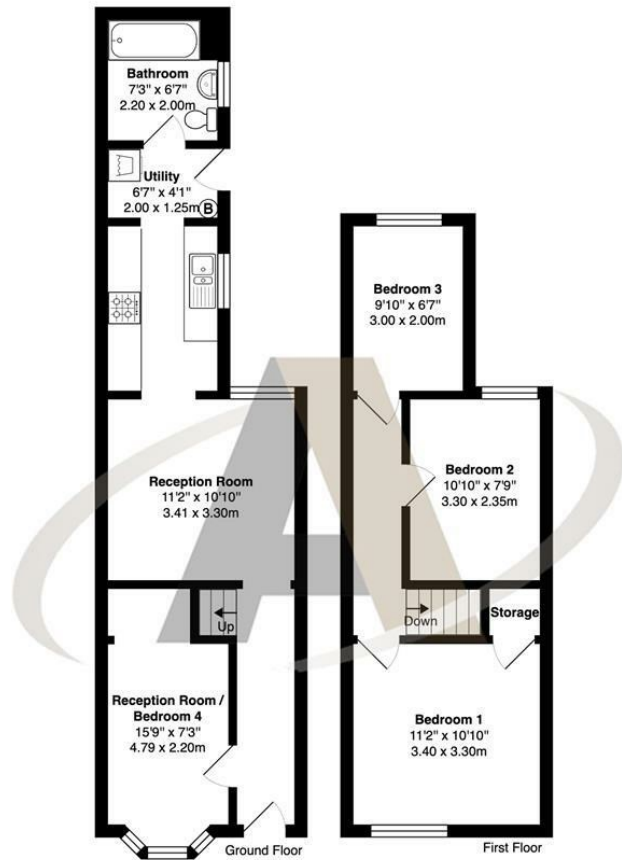 Bathroom
7'3" x 6'7"
2.20 x 2.00m
Utility
6'7" x 4'1"
2.00 x 1.25m
B
Reception Room
11'2" x 10'10"
3.41 x 3.30m
Up
Reception Room /
Bedroom 4
15'9" x 7'3"
4.79 x 2.20m
Ground Floor
Bedroom 3
9'10" x 6'7"
3.00 x 2.00m
Bedroom 2
10'10" x 7'9"
3.30 x 2.35m
Down
Storage
Bedroom 1
11'2" x 10'10"
3.40 x 3.30m
First Floor